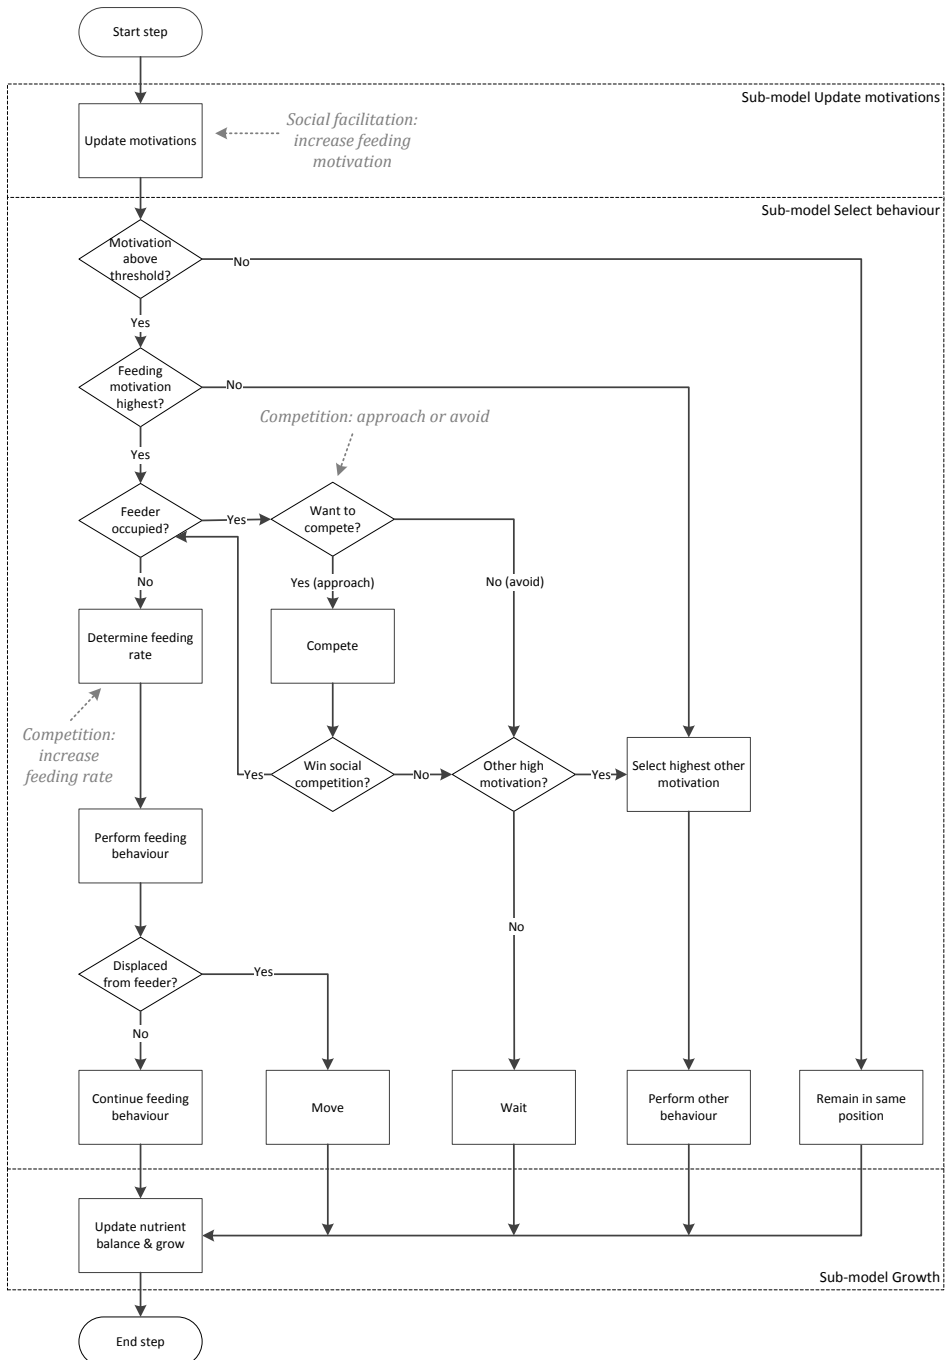 Start step
Sub-model Update motivations
Update motivations
Social facilitation:
increase feeding
motivation
Sub-model Select behaviour
Motivation
above
threshold?
No
Yes
Feeding
motivation
highest?
No
Competition: approach or avoid
Yes
Feeder
occupied?
Yes
Want to
compete?
No
Yes (approach)
No (avoid)
Determine feeding
rate
Compete
Competition:
increase
feeding rate
Yes
Win social
competition?
No
Other high
motivation?
Yes
Select highest other
motivation
Perform feeding
behaviour
No
Displaced
from feeder?
Yes
No
Continue feeding
behaviour
Move
Wait
Perform other
behaviour
Remain in same
position
Update nutrient
balance & grow
Sub-model Growth
End step